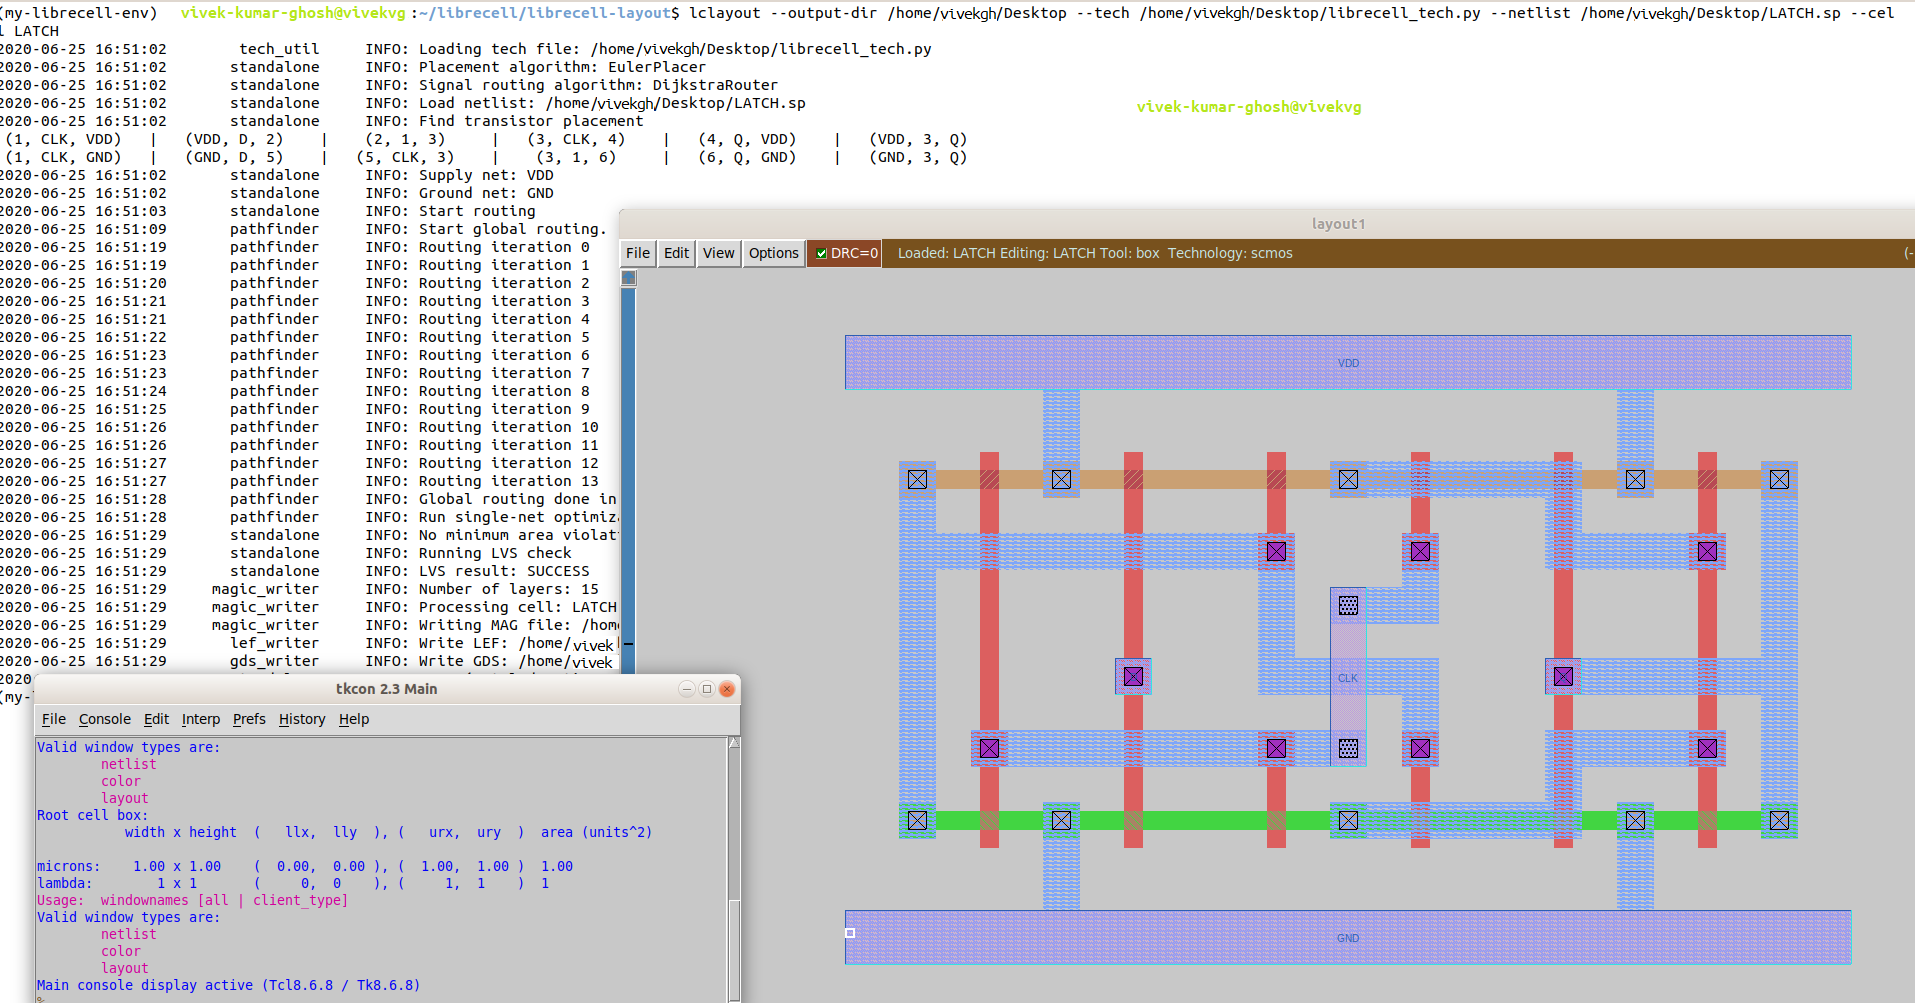 (my-librecell-env) vivek-kumar-ghosh@vivekvg:~/librecell/librecell-layout$ lclayout --output-dir /home/vivekgh/Desktop --tech /home/vivekgh/Desktop/librecell_tech.py --netlist /home/vivekgh/Desktop/LATCH.sp --cel
l LATCH
2020-06-25 16:51:02 tech_util INFO: Loading tech file: /home/vivekgh/Desktop/librecell_tech.py
2020-06-25 16:51:02 standalone INFO: Placement algorithm: EulerPlacer
2020-06-25 16:51:02 standalone INFO: Signal routing algorithm: DijkstraRouter
2020-06-25 16:51:02 standalone INFO: Load netlist: /home/vivekgh/Desktop/LATCH.sp
vivek-kumar-ghosh@vivekvg
2020-06-25 16:51:02 standalone INFO: Find transistor placement
(1, CLK, VDD) | (VDD, D, 2) | (2, 1, 3) | (3, CLK, 4) | (4, Q, VDD) | (VDD, 3, Q)
(1, CLK, GND) | (GND, D, 5) | (5, CLK, 3) | (3, 1, 6) | (6, Q, GND) | (GND, 3, Q)
2020-06-25 16:51:02 standalone INFO: Supply net: VDD
2020-06-25 16:51:02 standalone INFO: Ground net: GND
2020-06-25 16:51:03 standalone INFO: Start routing
2020-06-25 16:51:09 pathfinder INFO: Start global routing.
2020-06-25 16:51:19 pathfinder INFO: Routing iteration 0
2020-06-25 16:51:19 pathfinder INFO: Routing iteration 1
2020-06-25 16:51:20 pathfinder INFO: Routing iteration 2
2020-06-25 16:51:21 pathfinder INFO: Routing iteration 3
2020-06-25 16:51:21 pathfinder INFO: Routing iteration 4
2020-06-25 16:51:22 pathfinder INFO: Routing iteration 5
2020-06-25 16:51:23 pathfinder INFO: Routing iteration 6
2020-06-25 16:51:23 pathfinder INFO: Routing iteration 7
2020-06-25 16:51:24 pathfinder INFO: Routing iteration 8
2020-06-25 16:51:25 pathfinder INFO: Routing iteration 9
2020-06-25 16:51:26 pathfinder INFO: Routing iteration 10
2020-06-25 16:51:26 pathfinder INFO: Routing iteration 11
2020-06-25 16:51:27 pathfinder INFO: Routing iteration 12
2020-06-25 16:51:27 pathfinder INFO: Routing iteration 13
2020-06-25 16:51:28 pathfinder INFO: Global routing done in
2020-06-25 16:51:28 pathfinder INFO: Run single-net optimiz
2020-06-25 16:51:29 standalone INFO: No minimum area violat
2020-06-25 16:51:29 standalone INFO: Running LVS check
2020-06-25 16:51:29 standalone INFO: LVS result: SUCCESS
2020-06-25 16:51:29 magic_writer INFO: Number of layers: 15
2020-06-25 16:51:29 magic_writer INFO: Processing cell: LATCH
2020-06-25 16:51:29 magic_writer INFO: Writing MAG file: /hom
2020-06-25 16:51:29 lef_writer INFO: Write LEF: /home/vivek
2020-06-25 16:51:29 gds_writer INFO: Write GDS: /home/vivek
2020
(my-
layout1
File Edit View Options DRC=0 Loaded: LATCH Editing: LATCH Tool: box Technology: scmos (-
VDD
CLK
GND
tkcon 2.3 Main
File Console Edit Interp Prefs History Help
Valid window types are:
netlist
color
layout
Root cell box:
width x height ( llx, lly ), ( urx, ury ) area (units^2)
microns: 1.00 x 1.00 ( 0.00, 0.00 ), ( 1.00, 1.00 ) 1.00
lambda: 1 x 1 ( 0, 0 ), ( 1, 1 ) 1
Usage: windownames [all | client_type]
Valid window types are:
netlist
color
layout
Main console display active (Tcl8.6.8 / Tk8.6.8)
%